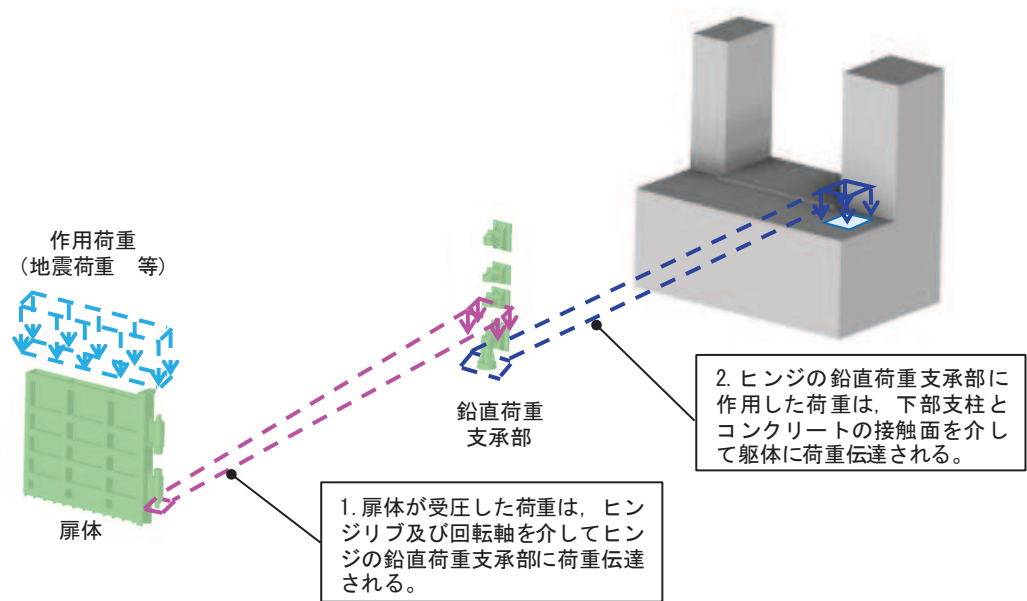 作用荷重
（地震荷重　等）
扉体
鉛直荷重
支承部
1. 扉体が受圧した荷重は，ヒン
ジリブ及び回転軸を介してヒン
ジの鉛直荷重支承部に荷重伝達
される。
2. ヒンジの鉛直荷重支承部に
作用した荷重は，下部支柱と
コンクリートの接触面を介し
て躯体に荷重伝達される。